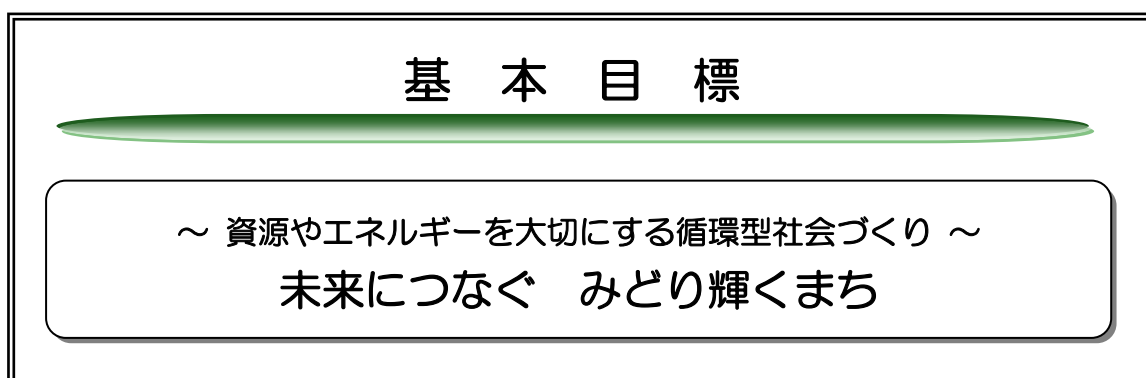 基　本　目　標
～ 資源やエネルギーを大切にする循環型社会づくり ～
未来につなぐ　みどり輝くまち